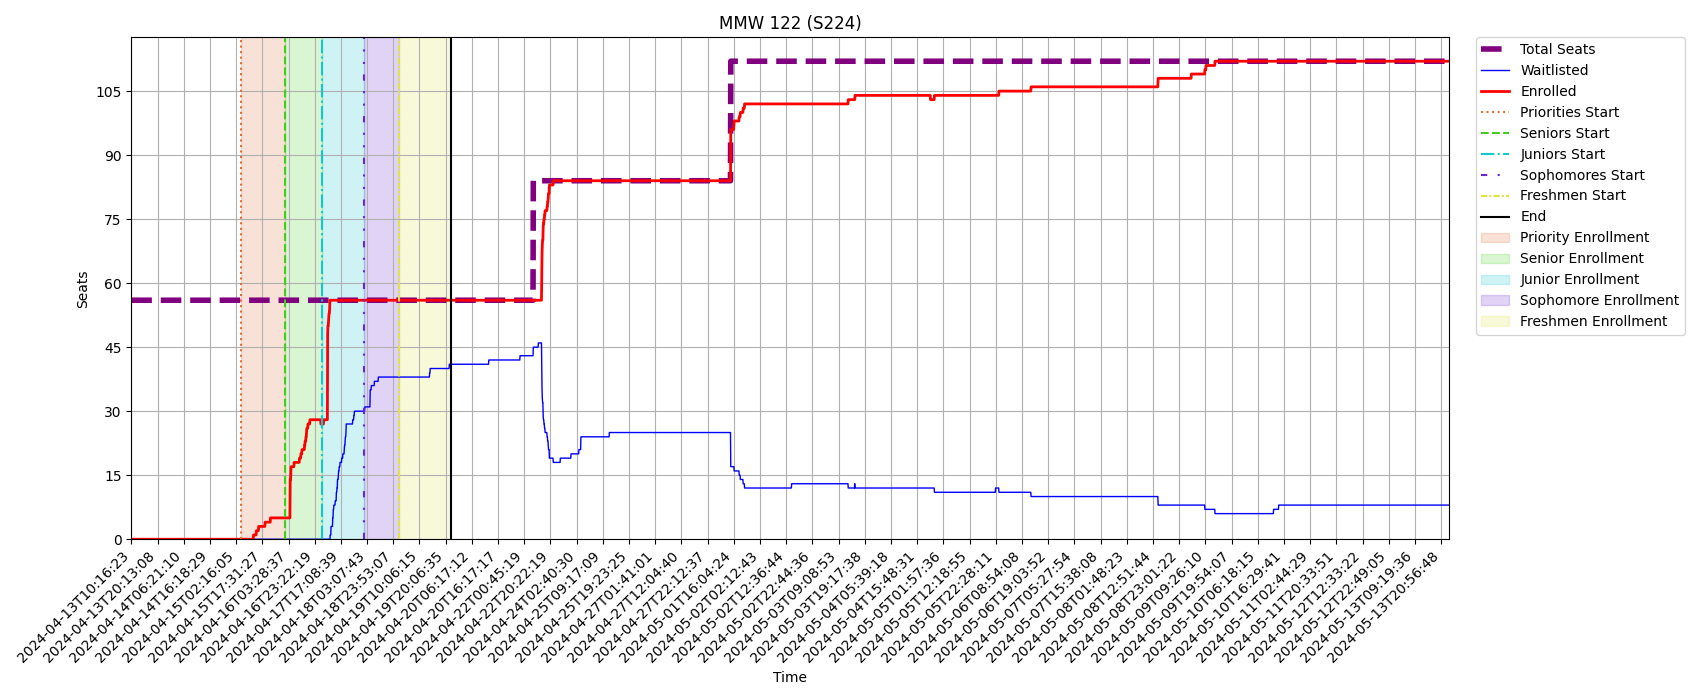 MMW 122 (S224)
Total Seats
Waitlisted
Enrolled
Priorities Start
Seniors Start
Juniors Start
Sophomores Start
Freshmen Start
End
Priority Enrollment
Senior Enrollment
Junior Enrollment
Sophomore Enrollment
Freshmen Enrollment
Seats
105
90
75
60
45
30
15
0
2024-04-13T10:16:23
2024-04-13T20:13:08
2024-04-14T06:21:10
2024-04-14T16:18:29
2024-04-15T02:16:05
2024-04-15T17:31:27
2024-04-16T03:28:37
2024-04-16T23:22:19
2024-04-17T17:08:39
2024-04-18T03:07:43
2024-04-18T23:53:07
2024-04-19T10:06:15
2024-04-19T20:06:35
2024-04-20T06:17:12
2024-04-20T16:17:17
2024-04-22T00:45:19
2024-04-22T20:22:19
2024-04-24T02:40:30
2024-04-25T09:17:09
2024-04-25T19:23:25
2024-04-27T01:41:01
2024-04-27T12:04:40
2024-04-27T22:12:37
2024-05-01T16:04:24
2024-05-02T02:12:43
2024-05-02T12:36:44
2024-05-02T22:44:36
2024-05-03T09:08:53
2024-05-03T19:17:38
2024-05-04T05:39:18
2024-05-04T15:48:31
2024-05-05T01:57:36
2024-05-05T12:18:55
2024-05-05T22:28:11
2024-05-06T08:54:08
2024-05-06T19:03:52
2024-05-07T05:27:54
2024-05-07T15:38:08
2024-05-08T01:48:23
2024-05-08T12:51:44
2024-05-08T23:01:22
2024-05-09T09:26:10
2024-05-09T19:54:07
2024-05-10T06:18:15
2024-05-10T16:29:41
2024-05-11T02:44:29
2024-05-11T20:33:51
2024-05-12T12:33:22
2024-05-12T22:49:05
2024-05-13T09:19:36
2024-05-13T20:56:48
Time